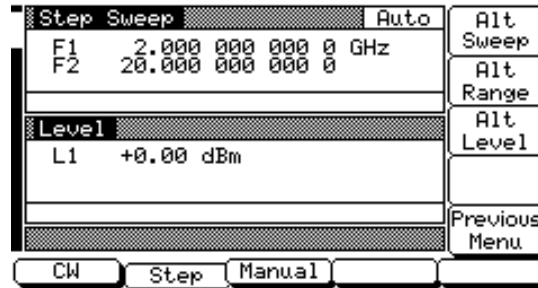 Step Sweep Auto
F1 2.000 000 000 0 GHz
F2 20.000 000 000 0
Level
L1 +0.00 dBm
Alt
Sweep
Alt
Range
Alt
Level
Previous
Menu
CW Step Manual